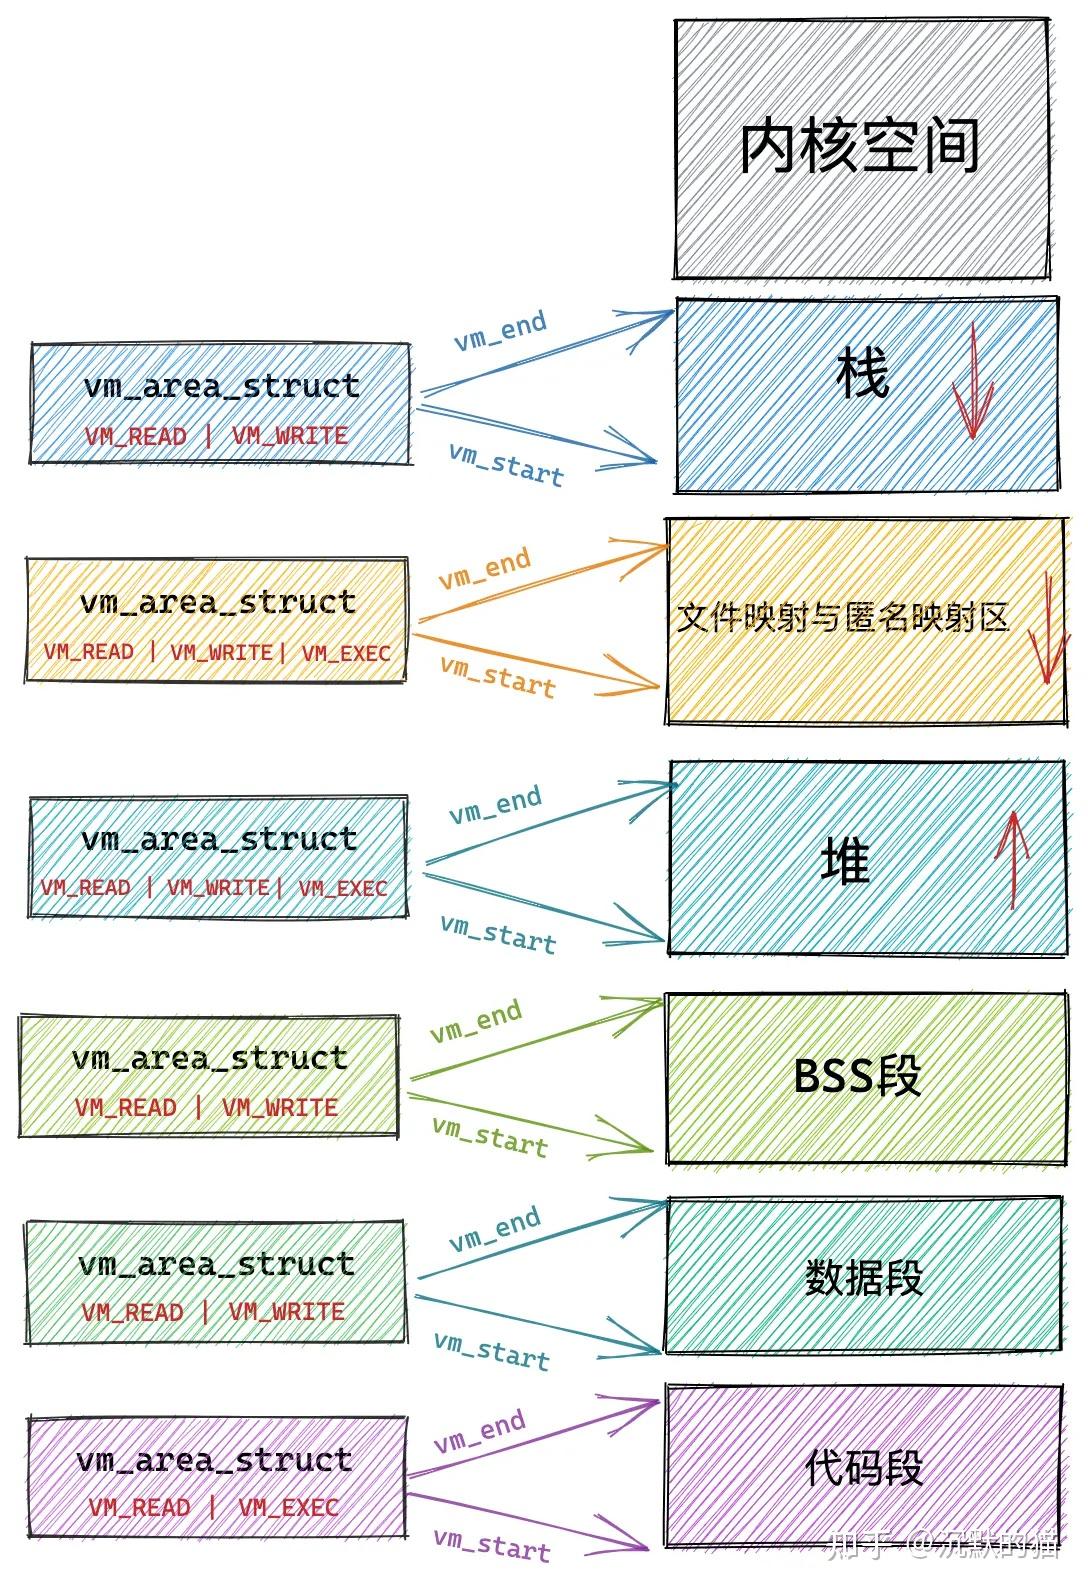 内核空间
vm_end
栈
vm_area_struct
VM_READ | VM_WRITE
vm_start
vm_end
vm_area_struct
文件映射与匿名映射区
VM_READ | VM_WRITE| VM_EXEC
vm_start
vm_end
vm_area_struct
堆
VM_READ | VM_WRITE| VM_EXEC
vm_start
vm_end
vm_area_struct
BSS段
VM_READ | VM_WRITE
vm_start
vm_end
vm_area_struct
数据段
VM_READ | VM_WRITE
vm_start
vm_end
vm_area_struct
代码段
VM_READ | VM_EXEC
vm_start
知乎 @沉默的猫